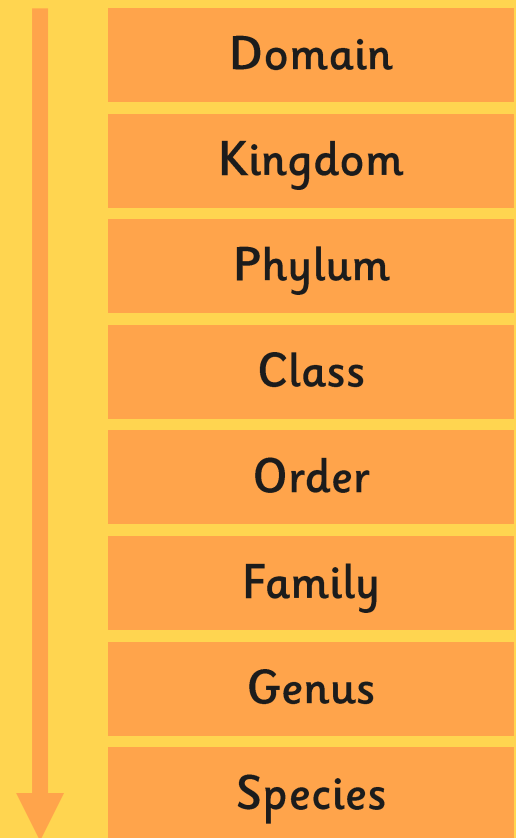 Domain
Kingdom
Phylum
Class
Order
Family
Genus
Species